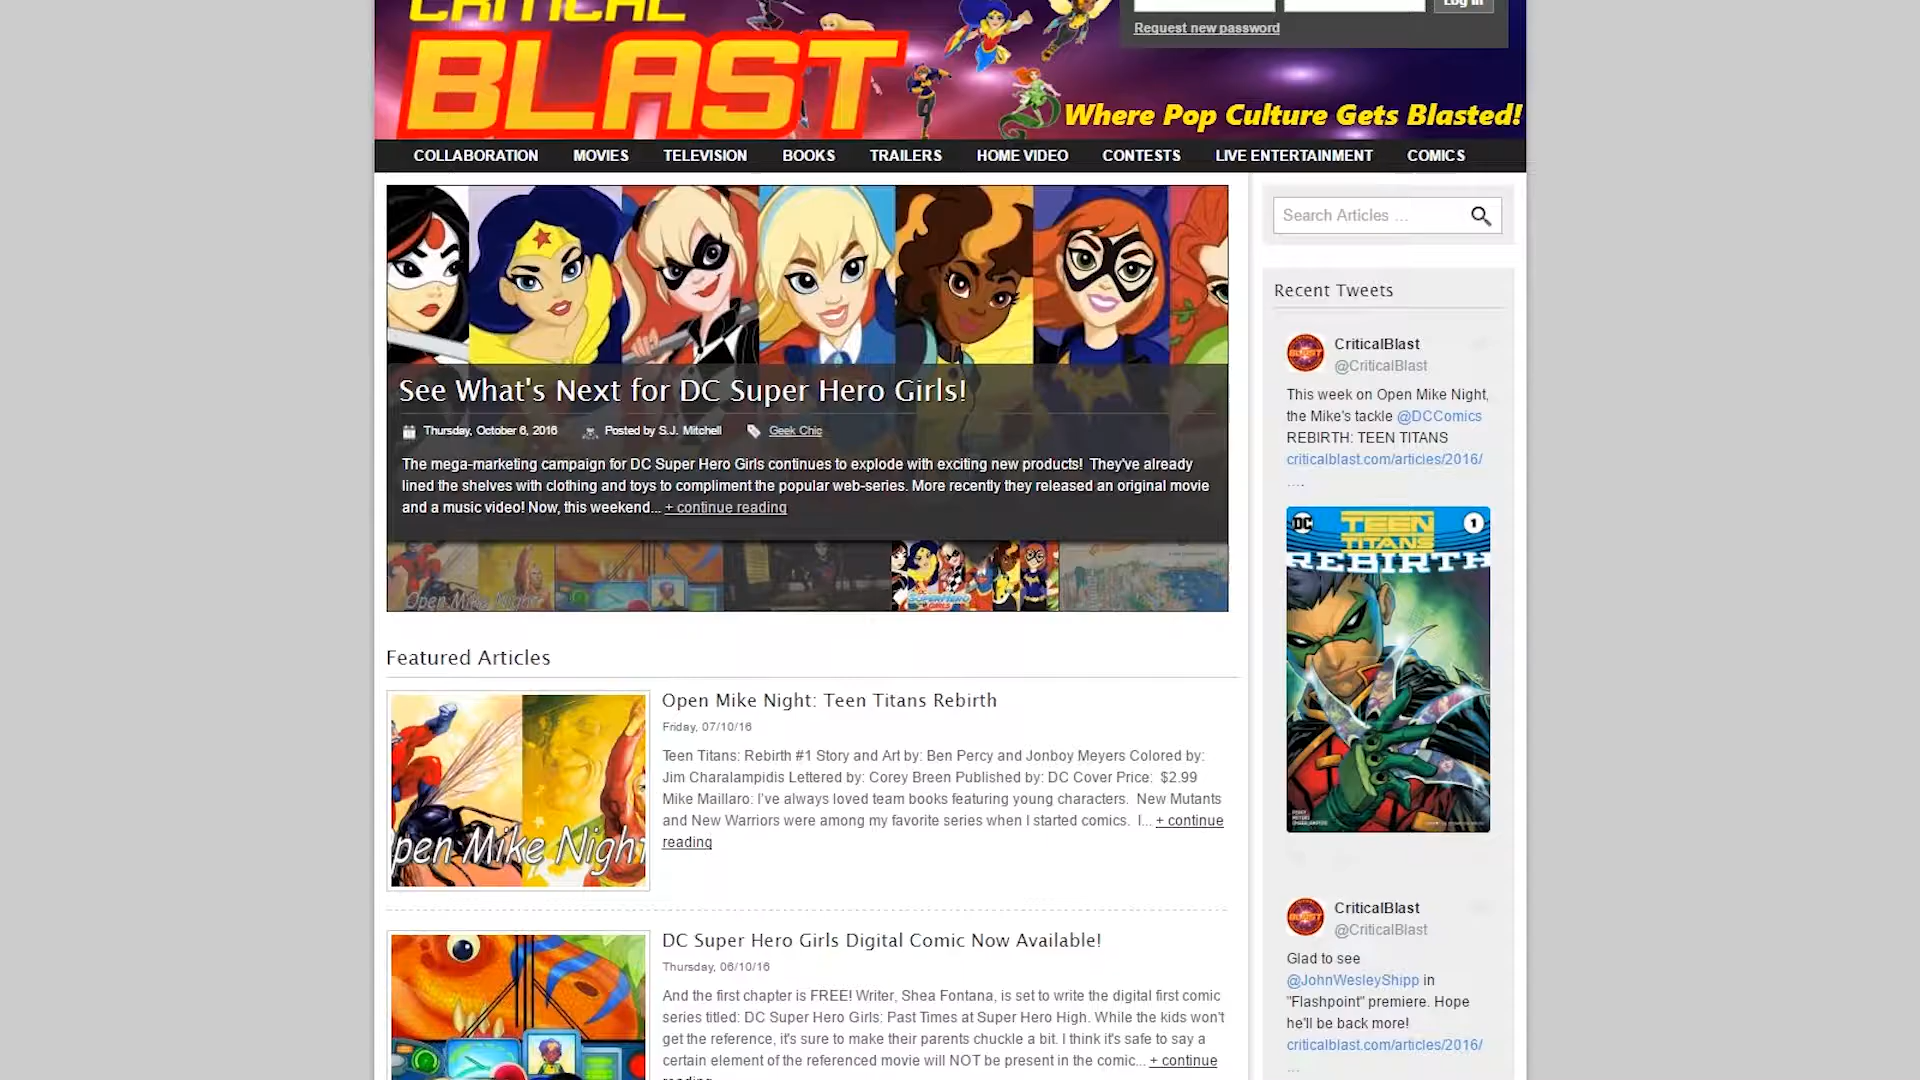 CRITICAL
BLAST
Log in
Request new password
Where Pop Culture Gets Blasted!
COLLABORATION MOVIES TELEVISION BOOKS TRAILERS HOME VIDEO CONTESTS LIVE ENTERTAINMENT COMICS
See What's Next for DC Super Hero Girls!
Thursday, October 6, 2016 Posted by S.J. Mitchell Geek Chic
The mega-marketing campaign for DC Super Hero Girls continues to explode with exciting new products! They've already
lined the shelves with clothing and toys to compliment the popular web-series. More recently they released an original movie
and a music video! Now, this weekend... + continue reading
Open Mike Night
SUPERHERO
GIRLS
Featured Articles
Open Mike Night: Teen Titans Rebirth
Friday, 07/10/16
Teen Titans: Rebirth #1 Story and Art by: Ben Percy and Jonboy Meyers Colored by:
Jim Charalampidis Lettered by: Corey Breen Published by: DC Cover Price: $2.99
Mike Maillaro: I've always loved team books featuring young characters. New Mutants
and New Warriors were among my favorite series when I started comics. I... + continue
reading
pen Mike Night
DC Super Hero Girls Digital Comic Now Available!
Thursday, 06/10/16
And the first chapter is FREE! Writer, Shea Fontana, is set to write the digital first comic
series titled: DC Super Hero Girls: Past Times at Super Hero High. While the kids won't
get the reference, it's sure to make their parents chuckle a bit. I think it's safe to say a
certain element of the referenced movie will NOT be present in the comic... + continue
reading
Search Articles ...
Recent Tweets
CriticalBlast
@CriticalBlast
This week on Open Mike Night,
the Mike's tackle @DCComics
REBIRTH: TEEN TITANS
criticalblast.com/articles/2016/
....
DC TEEN TITANS 1
REBIRTH
CriticalBlast
@CriticalBlast
Glad to see
@JohnWesleyShipp in
"Flashpoint" premiere. Hope
he'll be back more!
criticalblast.com/articles/2016/
...